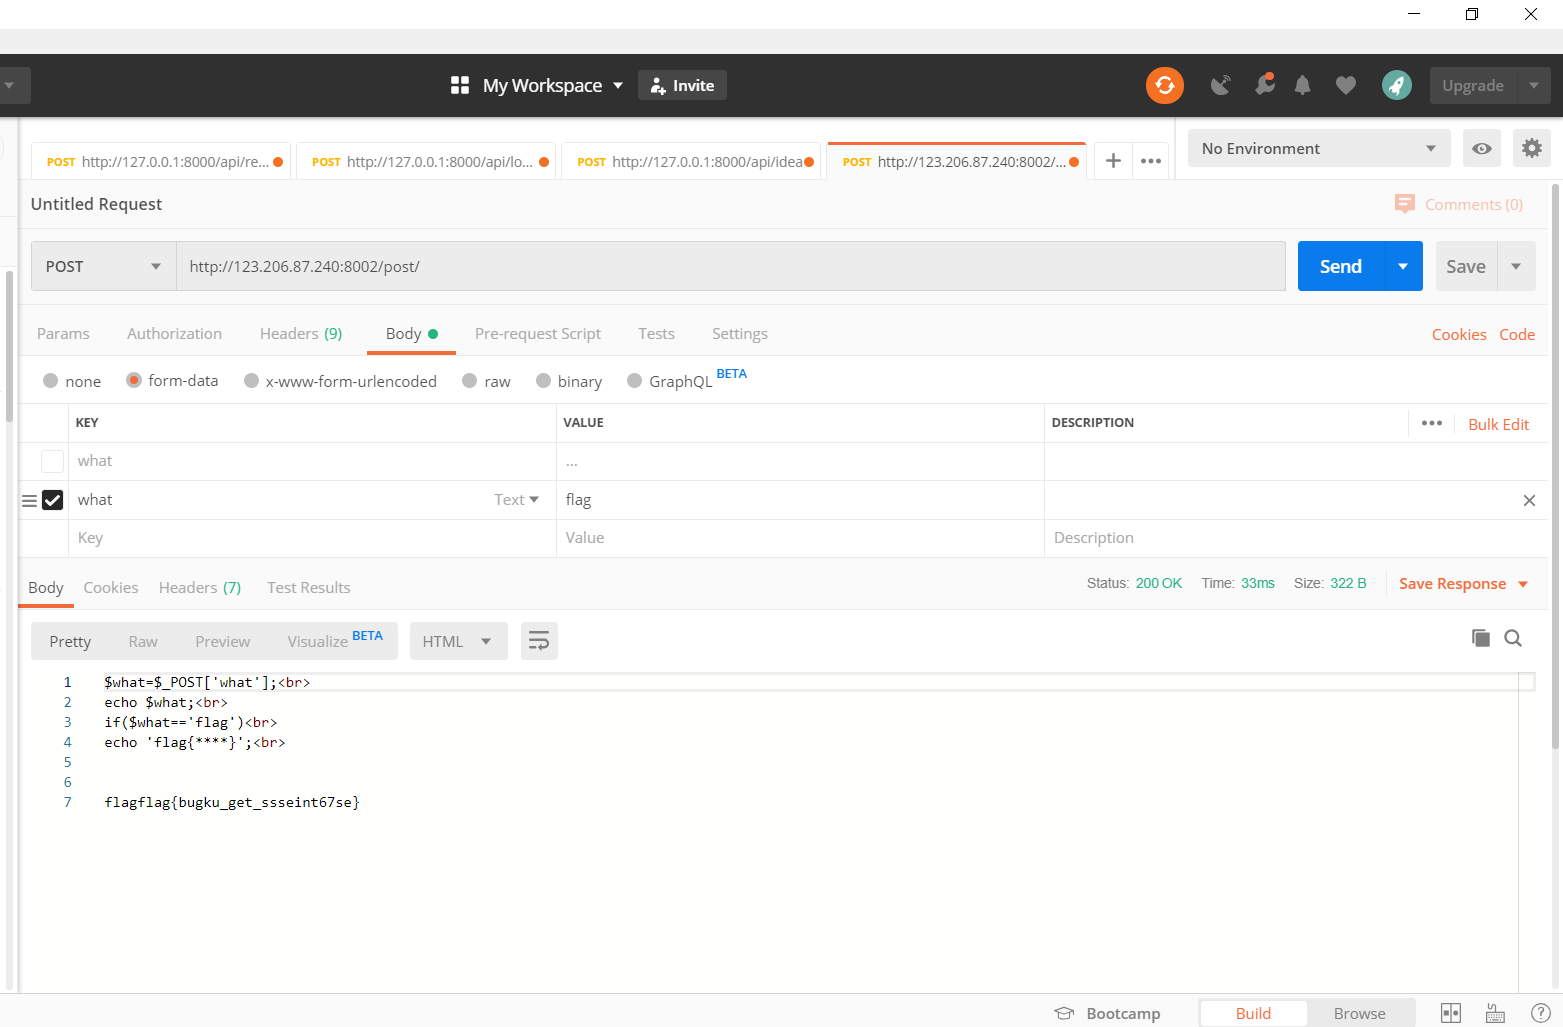 My Workspace Invite Upgrade
POST http://127.0.0.1:8000/api/re... POST http://127.0.0.1:8000/api/lo... POST http://127.0.0.1:8000/api/idea POST http://123.206.87.240:8002/... + ••• No Environment
Untitled Request Comments (0)
POST http://123.206.87.240:8002/post/ Send Save
Params Authorization Headers (9) Body Pre-request Script Tests Settings Cookies Code
none form-data x-www-form-urlencoded raw binary GraphQL BETA
KEY VALUE DESCRIPTION ••• Bulk Edit
what ...
what Text flag
Key Value Description
Body Cookies Headers (7) Test Results Status: 200 OK Time: 33ms Size: 322 B Save Response
Pretty Raw Preview Visualize BETA HTML
1 $what=$_POST['what'];<br>
2 echo $what;<br>
3 if($what=='flag')<br>
4 echo 'flag{****}';<br>
5
6
7 flagflag{bugku_get_ssseint67se}
Bootcamp Build Browse